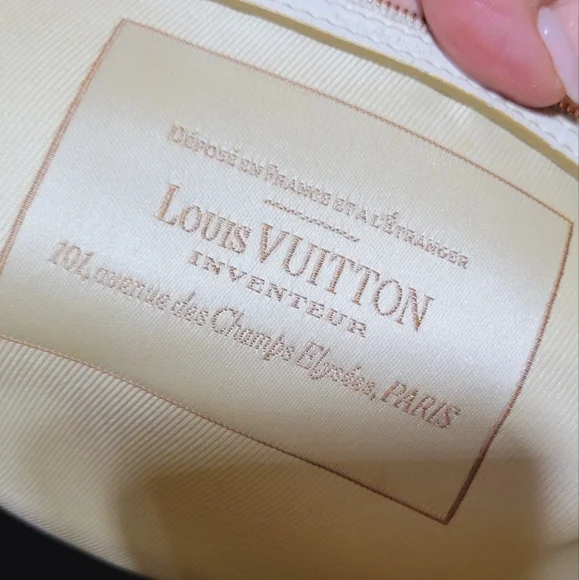 DÉPOSÉ EN FRANCE ET A L'ÉTRANGER
LOUIS VUITTON
INVENTEUR
101, avenue des Champs Elysées, PARIS